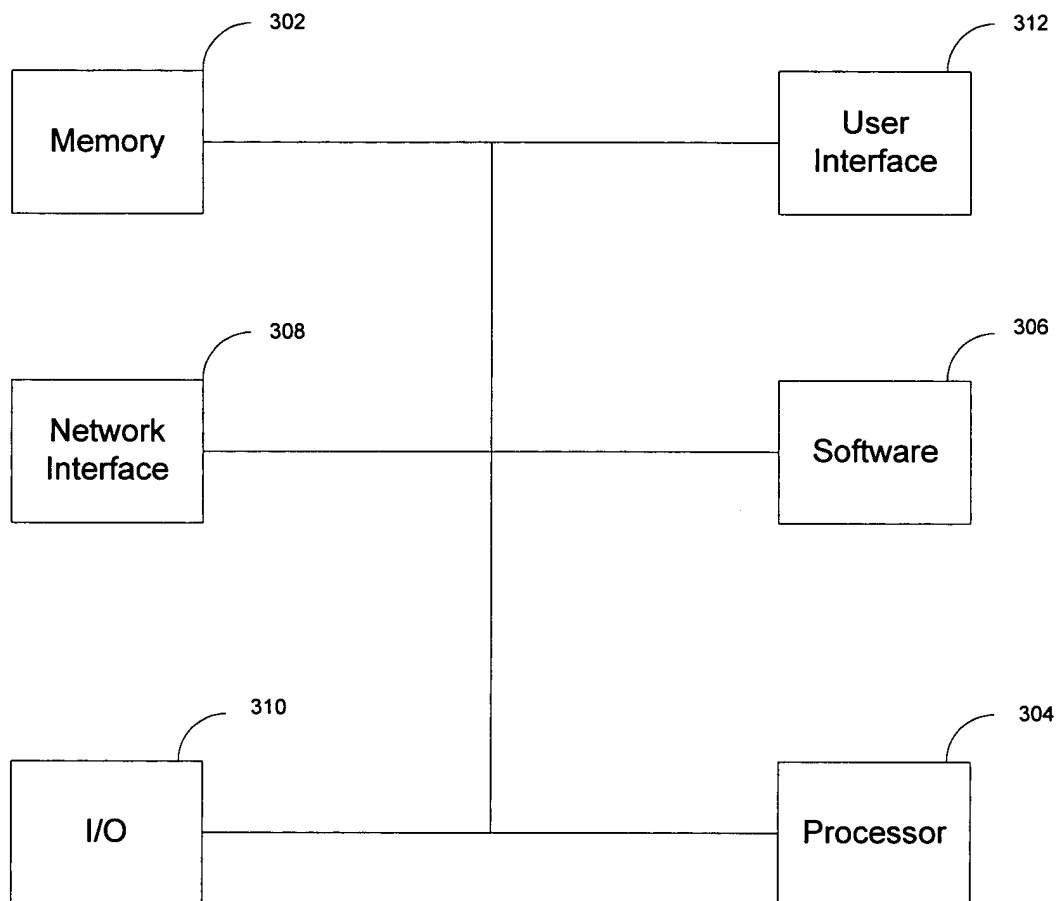 302
Memory
312
User
Interface
308
Network
Interface
306
Software
310
I/O
304
Processor